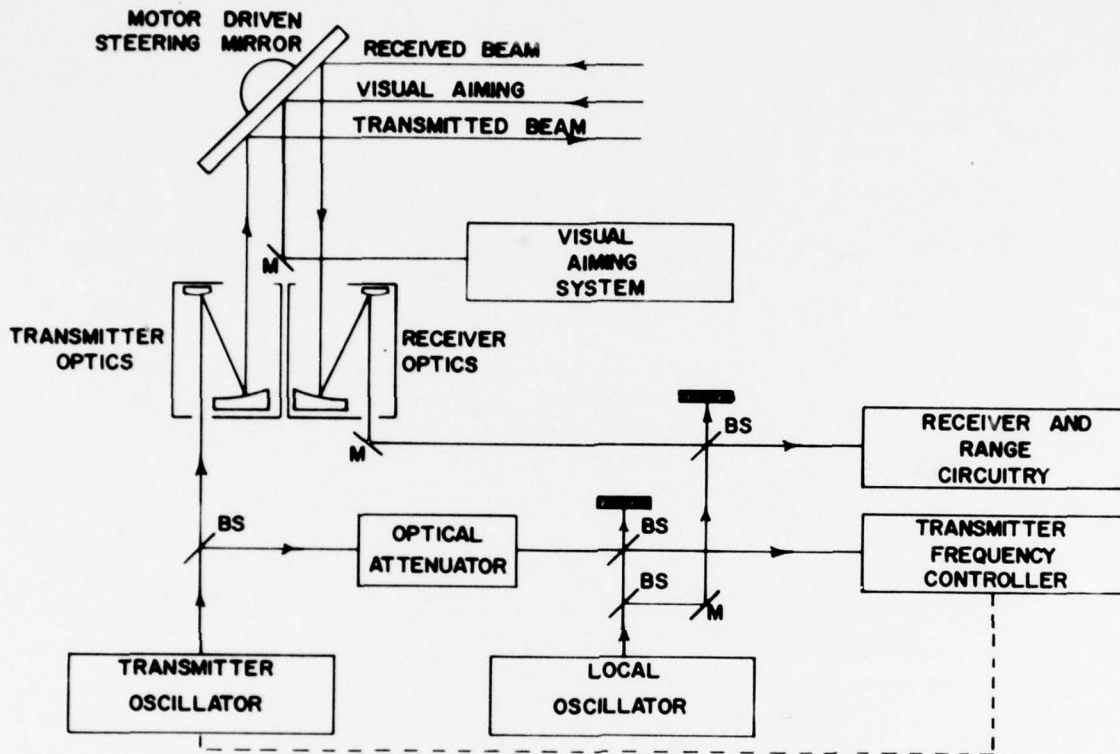 MOTOR DRIVEN
STEERING MIRROR
RECEIVED BEAM
VISUAL AIMING
TRANSMITTED BEAM
M
VISUAL
AIMING
SYSTEM
TRANSMITTER
OPTICS
RECEIVER
OPTICS
M
BS
RECEIVER AND
RANGE
CIRCUITRY
BS
OPTICAL
ATTENUATOR
BS
TRANSMITTER
FREQUENCY
CONTROLLER
BS
M
TRANSMITTER
OSCILLATOR
LOCAL
OSCILLATOR